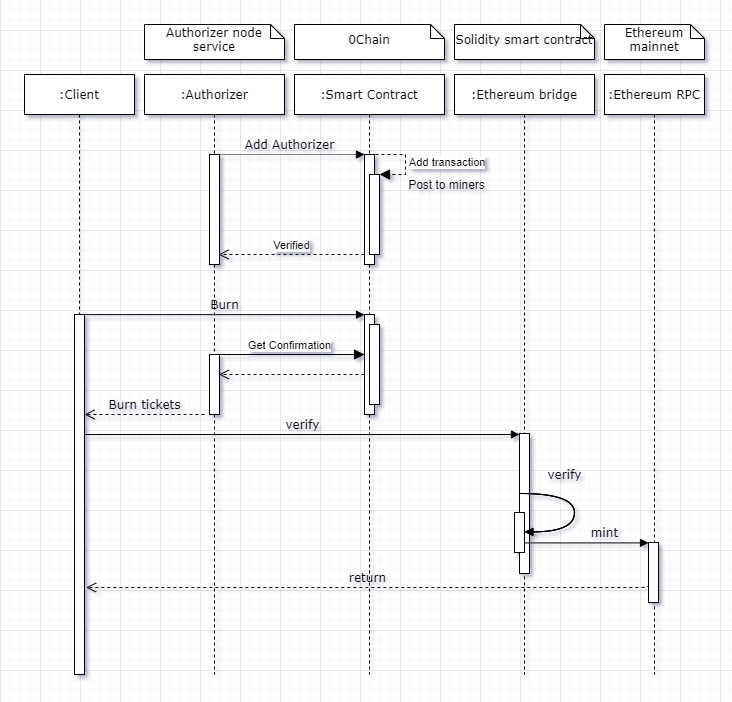 Authorizer node
service
0Chain
Solidity smart contract
Ethereum
mainnet
:Client
:Authorizer
:Smart Contract
:Ethereum bridge
:Ethereum RPC
Add Authorizer
Add transaction
Post to miners
Verified
Burn
Get Confirmation
Burn tickets
verify
verify
mint
return